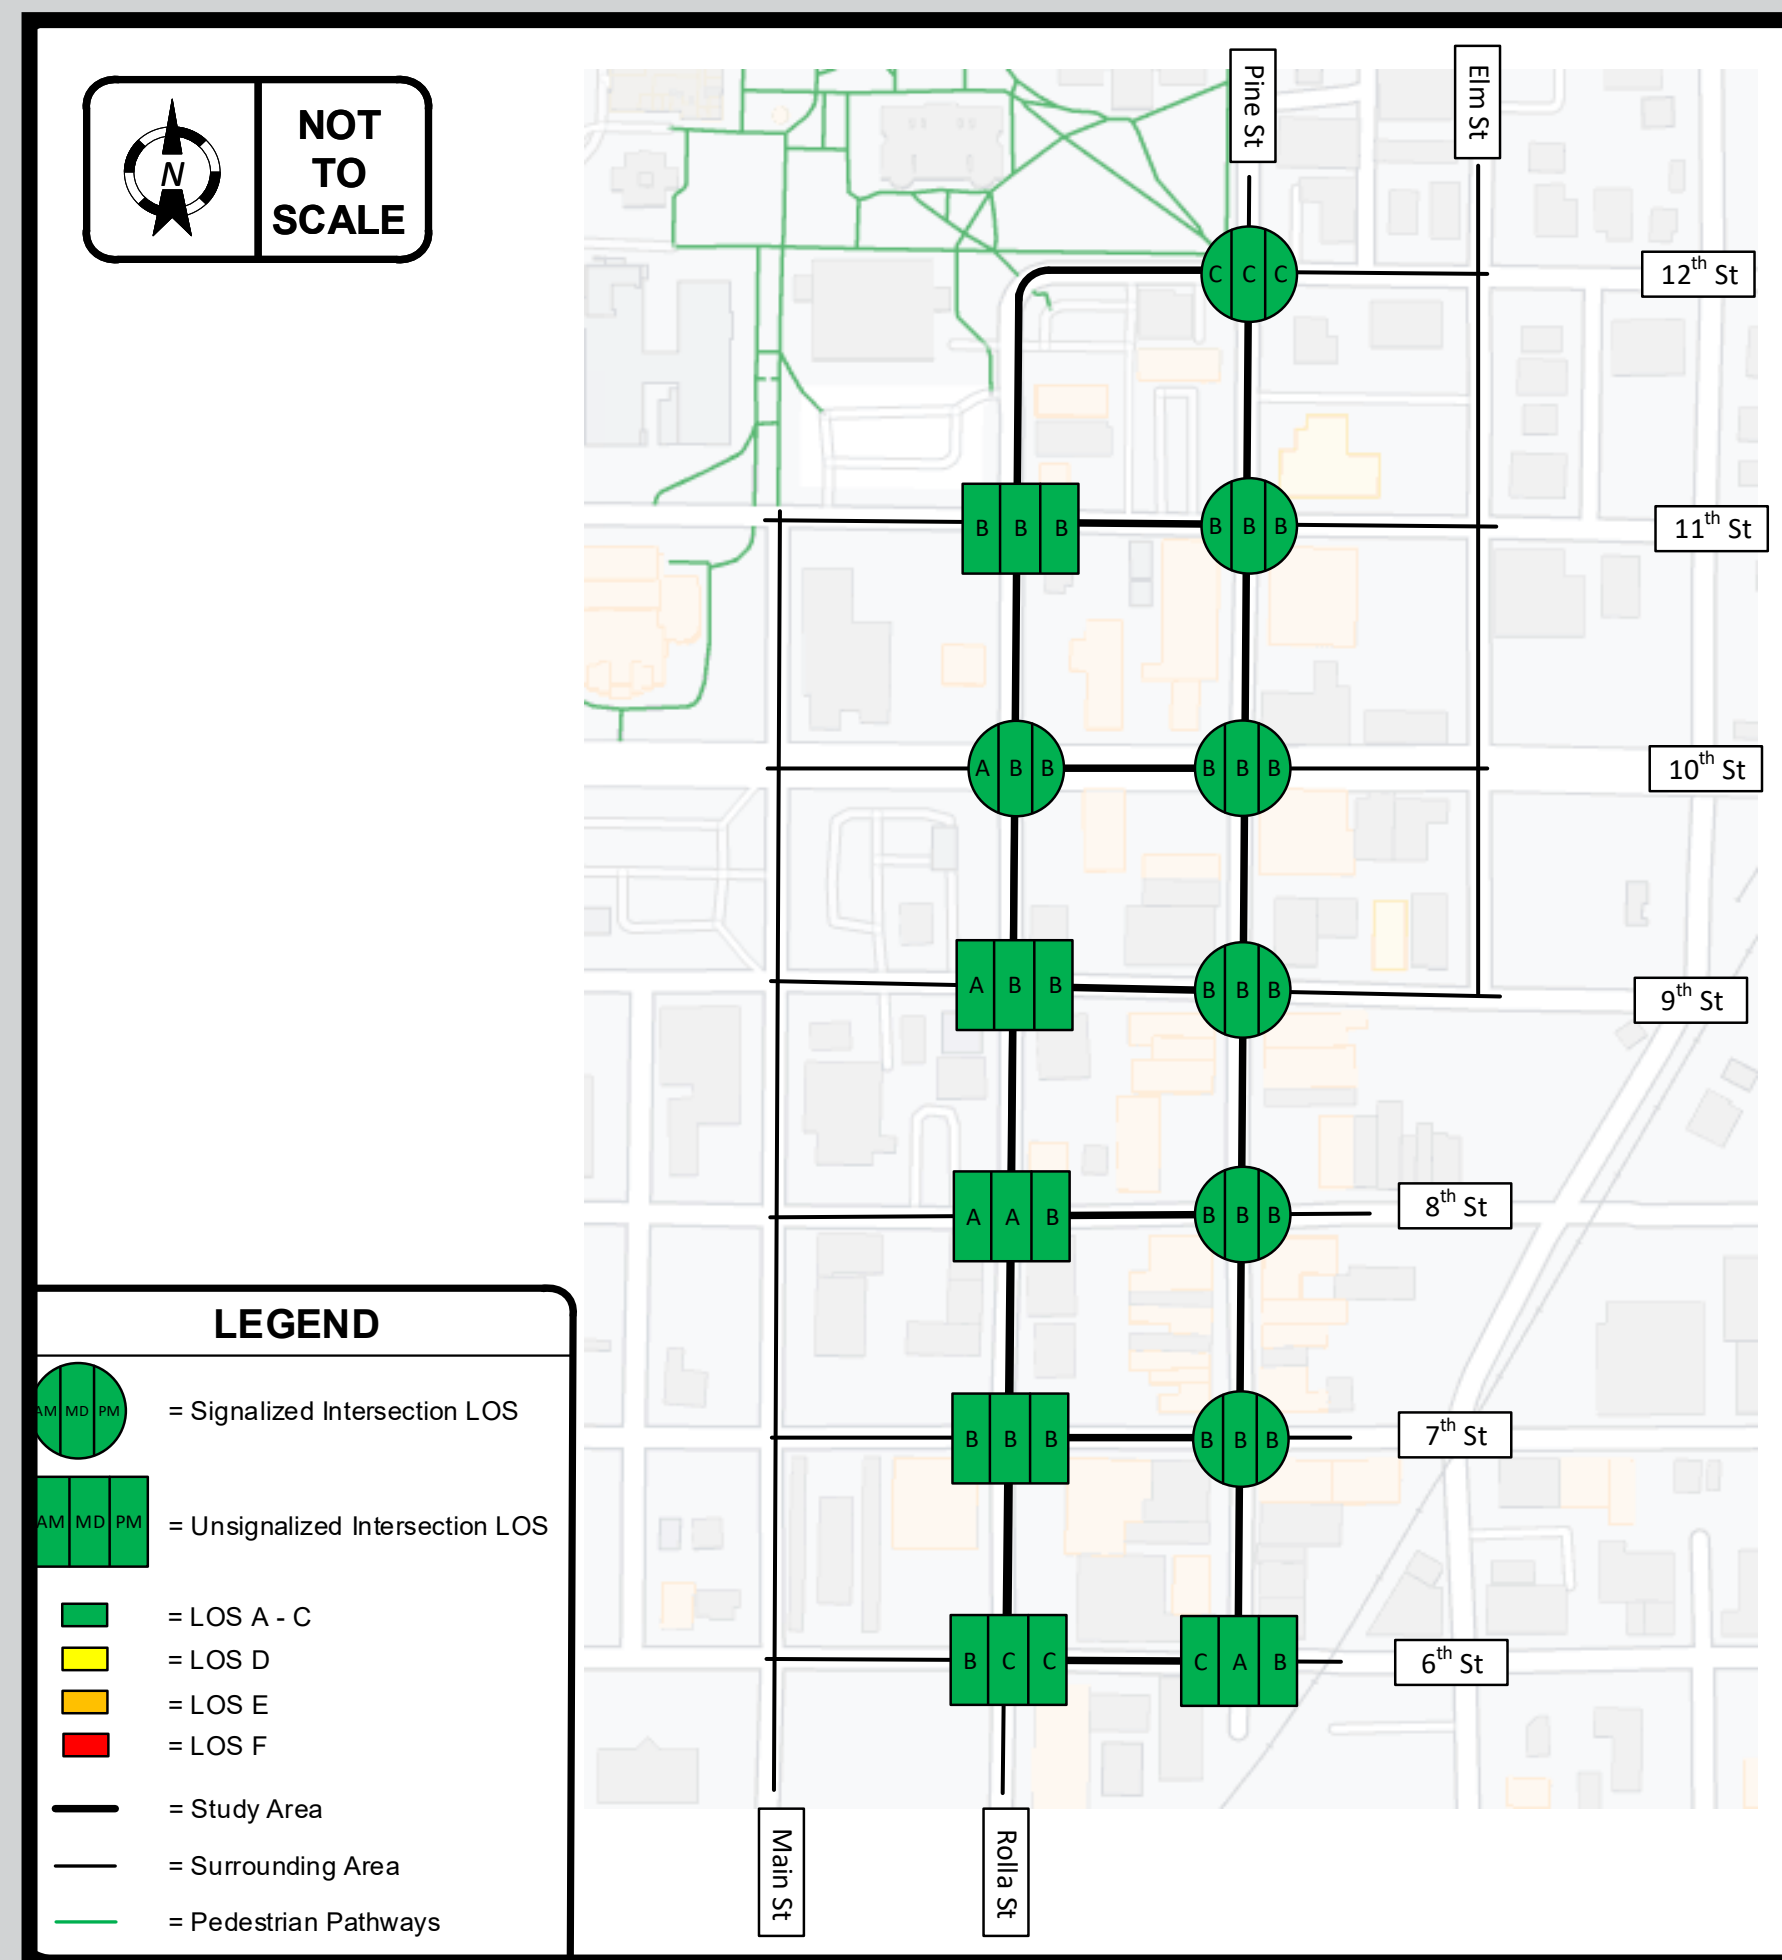 NOT
TO
SCALE
N
Pine St
Elm St
C C C
12th St
B B B
B B B
11th St
A B B
B B B
10th St
A B B
B B B
9th St
A A B
B B B
8th St
B B B
B B B
7th St
B C C
C A B
6th St
Main St
Rolla St
LEGEND
AM MD PM
= Signalized Intersection LOS
AM MD PM
= Unsignalized Intersection LOS
= LOS A - C
= LOS D
= LOS E
= LOS F
= Study Area
= Surrounding Area
= Pedestrian Pathways